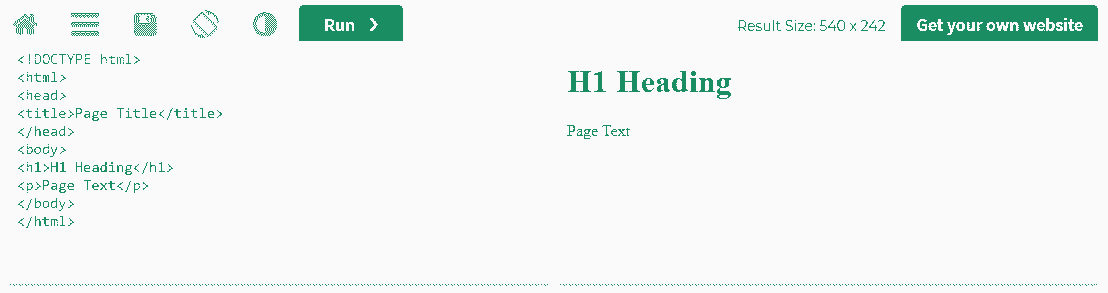 Run ❯ Result Size: 540 x 242 Get your own website
<!DOCTYPE html>
<html>
<head>
<title>Page Title</title>
</head>
<body>
<h1>H1 Heading</h1>
<p>Page Text</p>
</body>
</html>
H1 Heading
Page Text